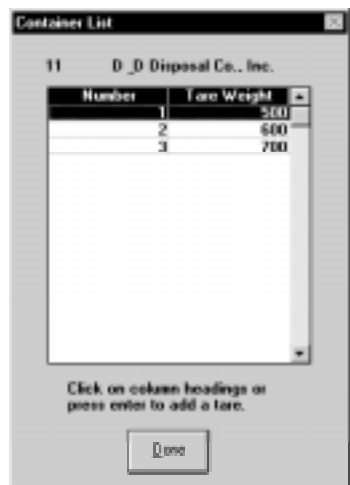 Container List
11 D_D Disposal Co., Inc.
Number Tare Weight
1 500
2 600
3 700
Click on column headings or
press enter to add a tare.
Done